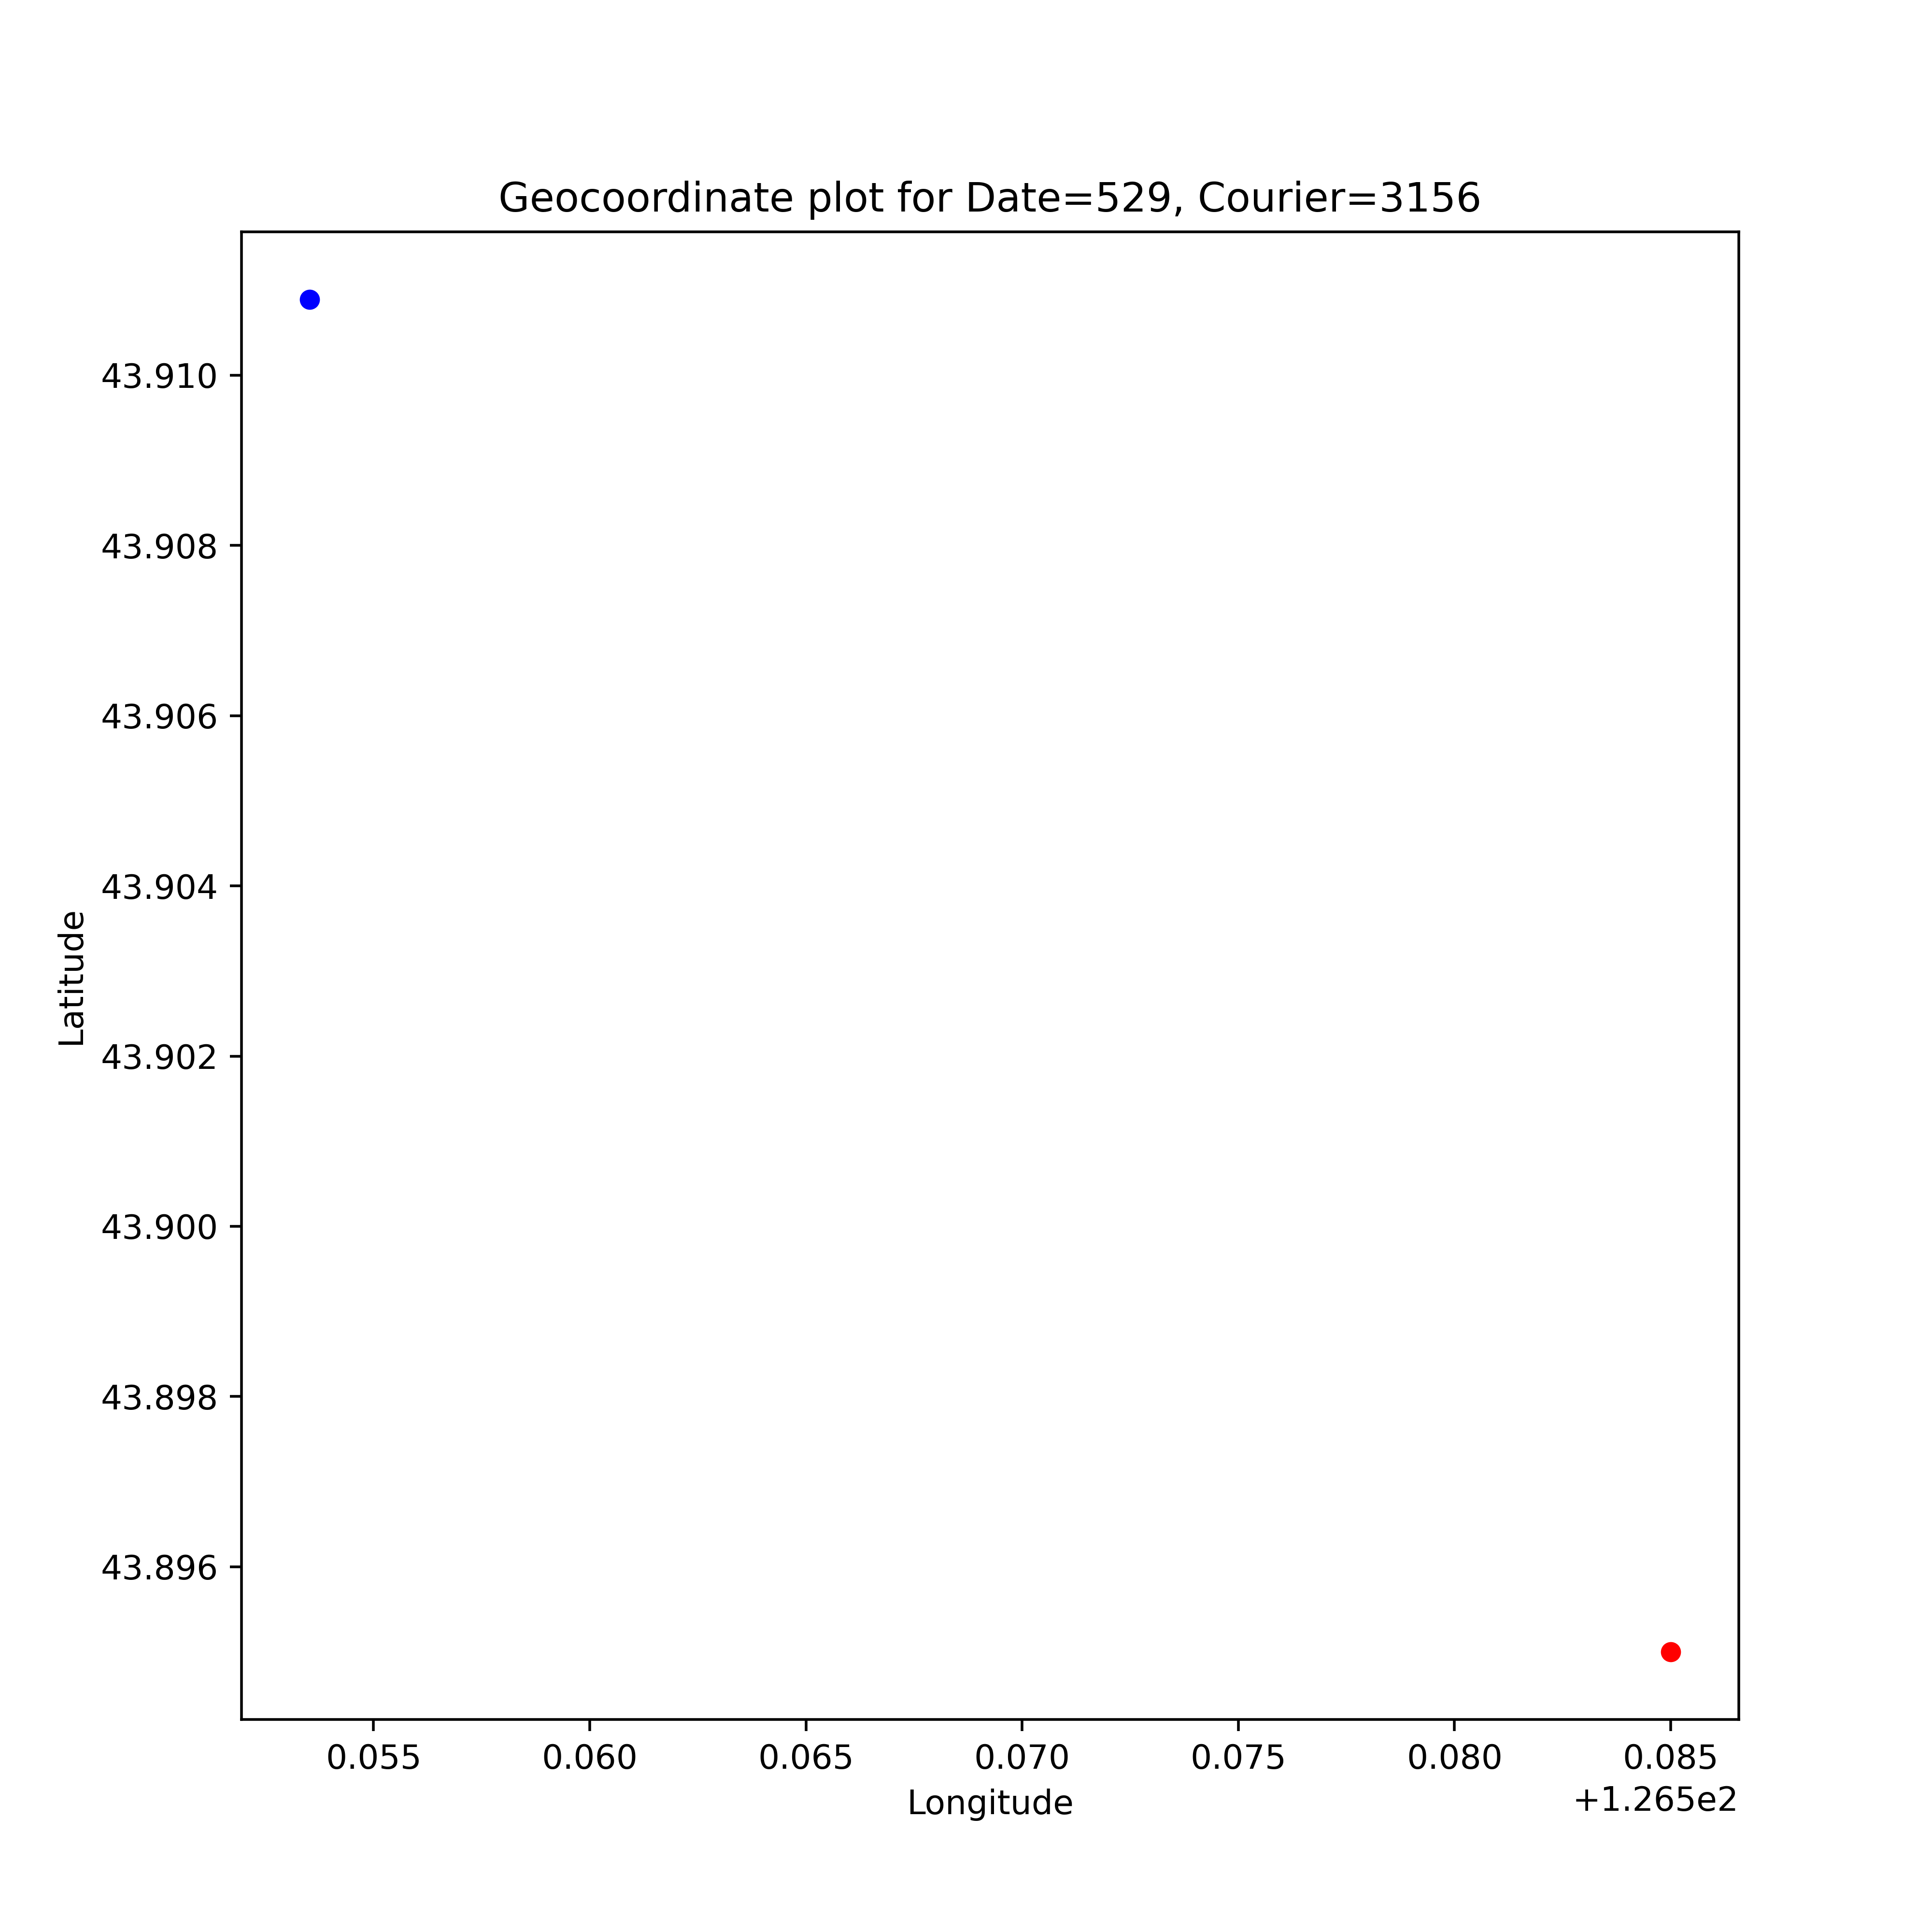 Geocoordinate plot for Date=529, Courier=3156
43.910
43.908
43.906
43.904
43.902
43.900
43.898
43.896
Latitude
0.055 0.060 0.065 0.070 0.075 0.080 0.085
+1.265e2
Longitude